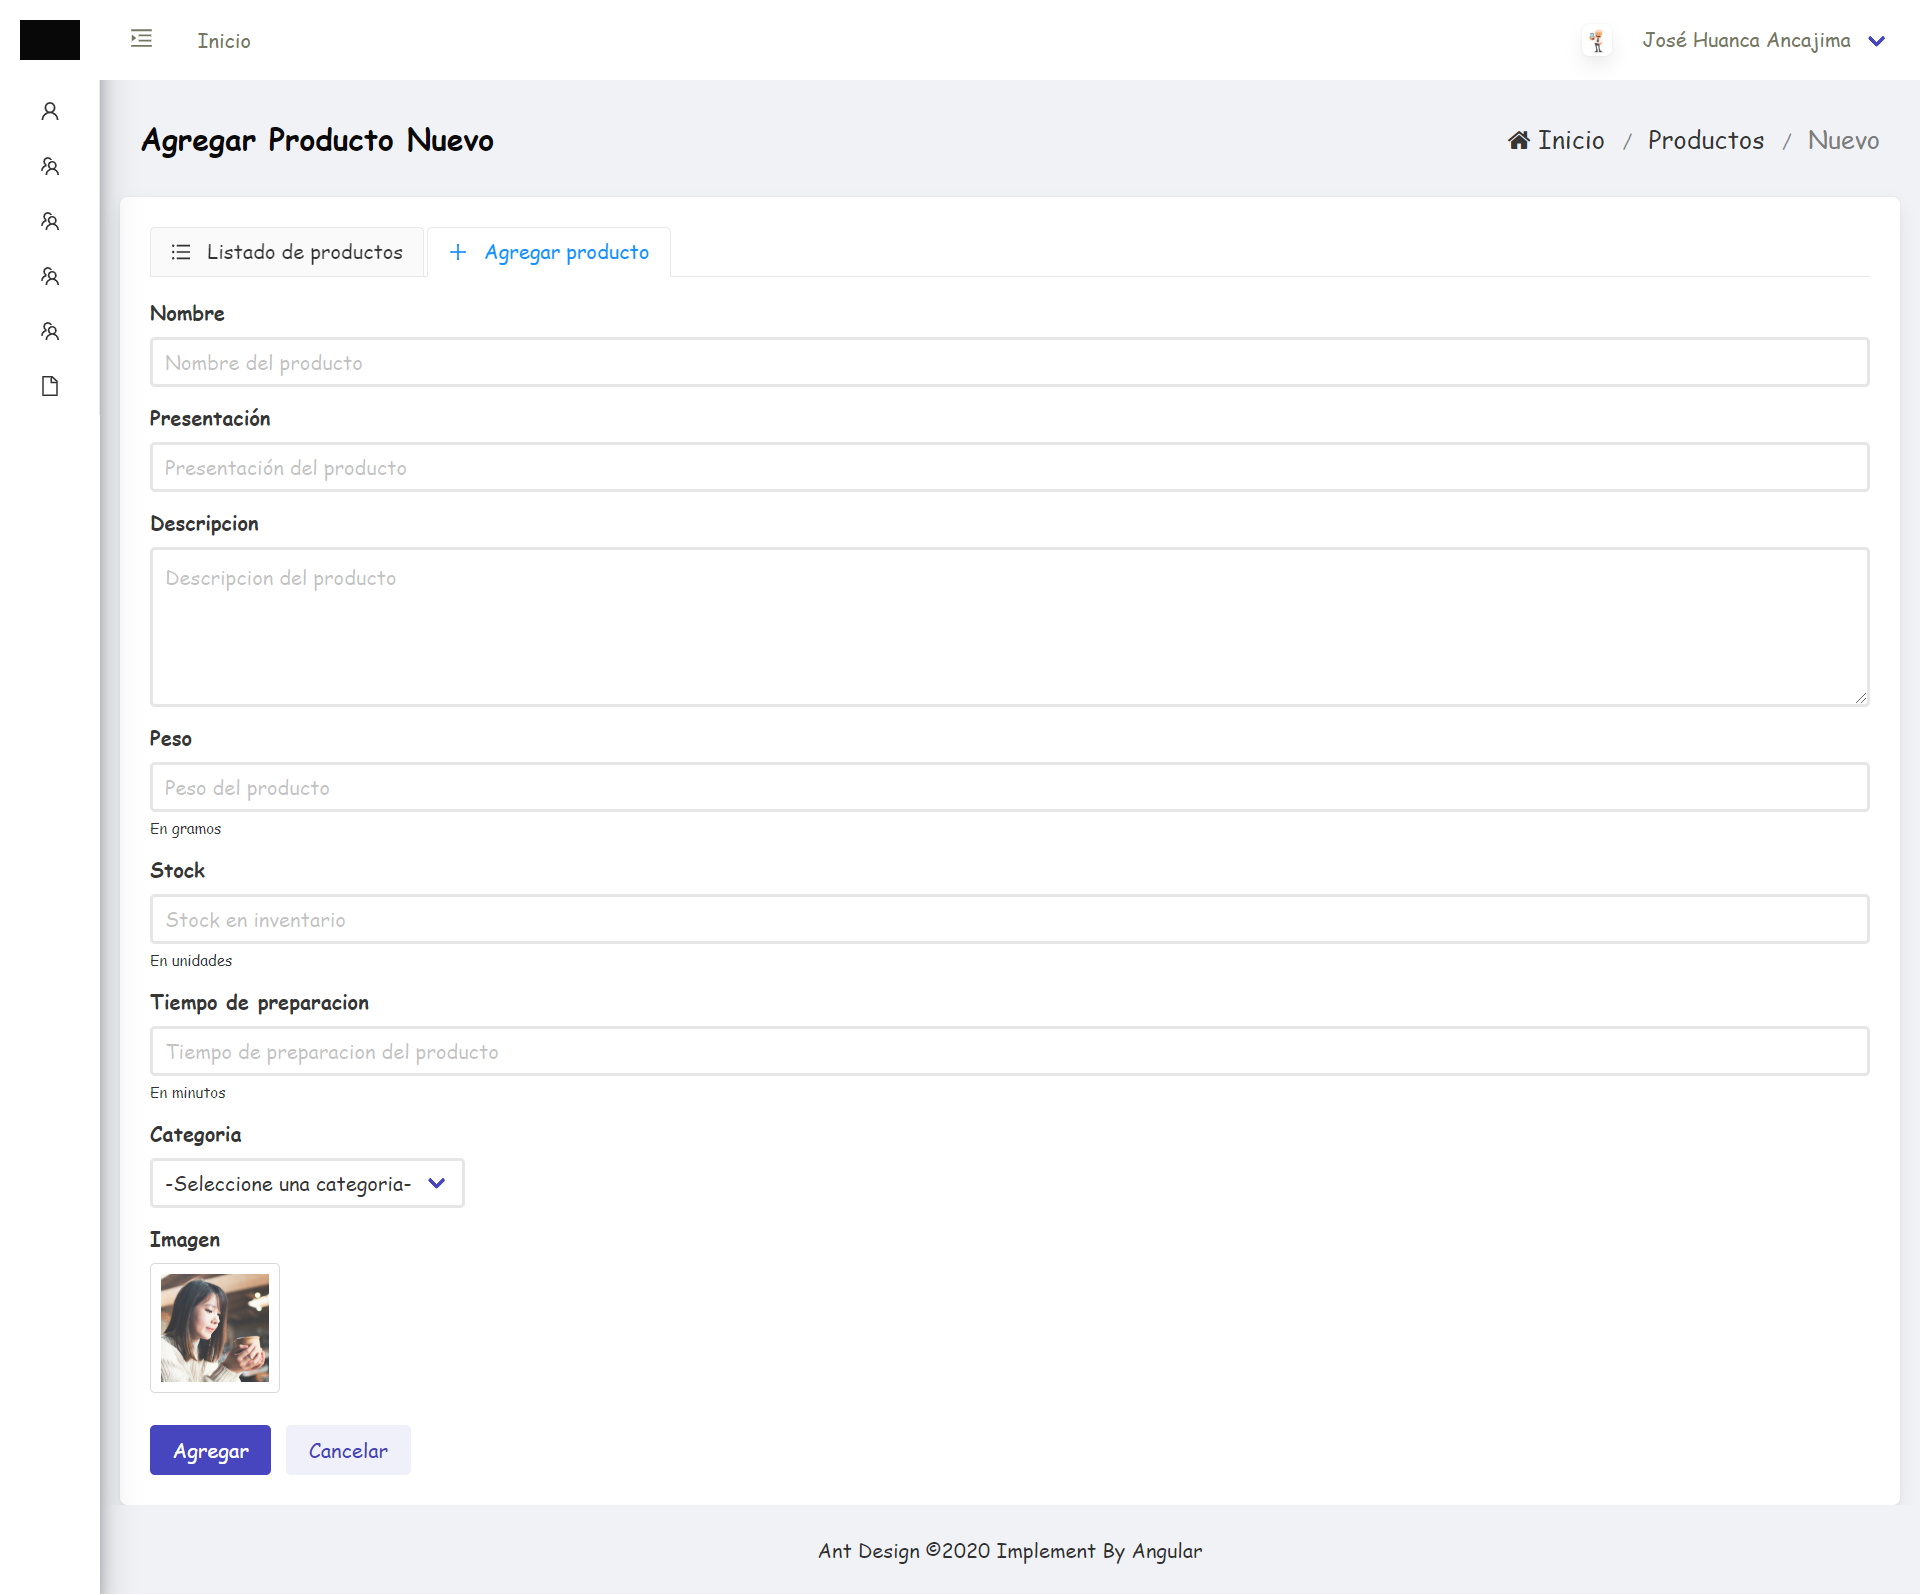 Inicio
José Huanca Ancajima
Agregar Producto Nuevo
Inicio / Productos / Nuevo
Listado de productos
Agregar producto
Nombre
Nombre del producto
Presentación
Presentación del producto
Descripcion
Descripcion del producto
Peso
Peso del producto
En gramos
Stock
Stock en inventario
En unidades
Tiempo de preparacion
Tiempo de preparacion del producto
En minutos
Categoria
-Seleccione una categoria-
Imagen
Agregar
Cancelar
Ant Design ©2020 Implement By Angular